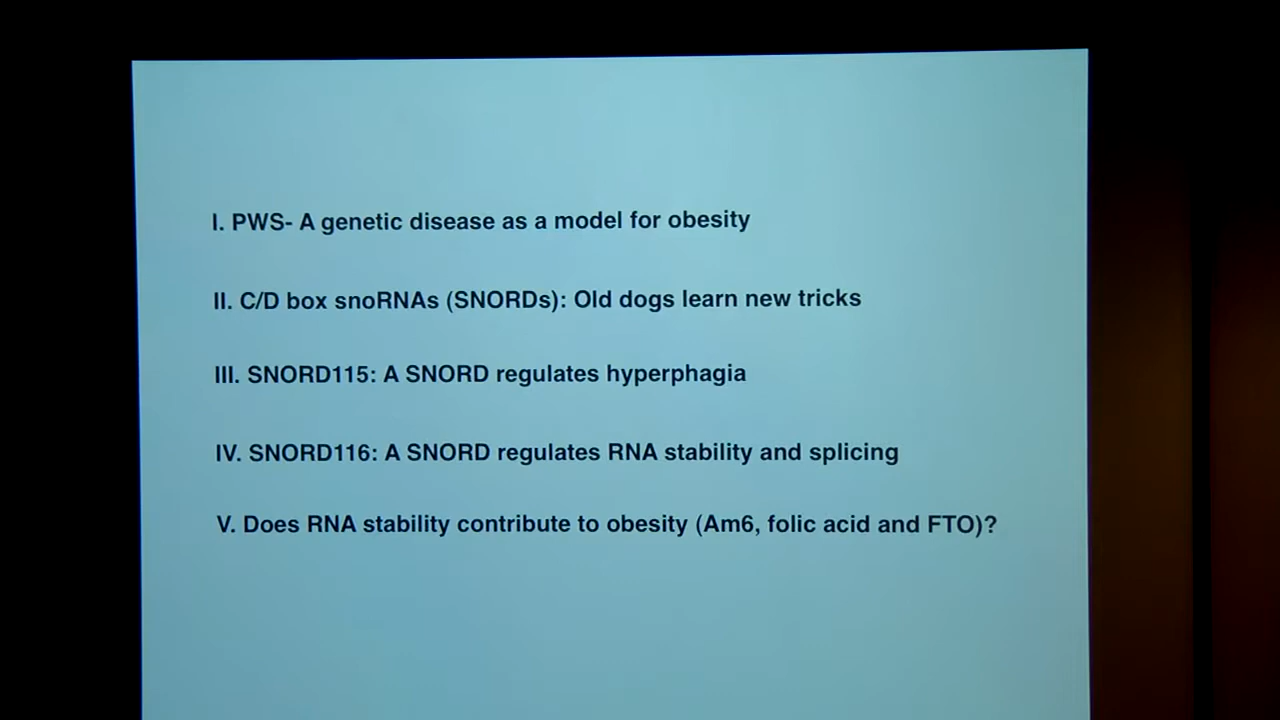 I. PWS- A genetic disease as a model for obesity
II. C/D box snoRNAs (SNORDs): Old dogs learn new tricks
III. SNORD115: A SNORD regulates hyperphagia
IV. SNORD116: A SNORD regulates RNA stability and splicing
V. Does RNA stability contribute to obesity (Am6, folic acid and FTO)?